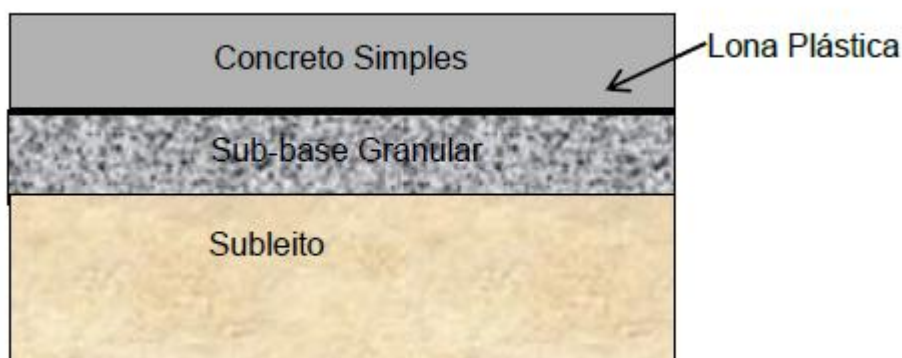 Concreto Simples
Lona Plástica
Sub-base Granular
Subleito